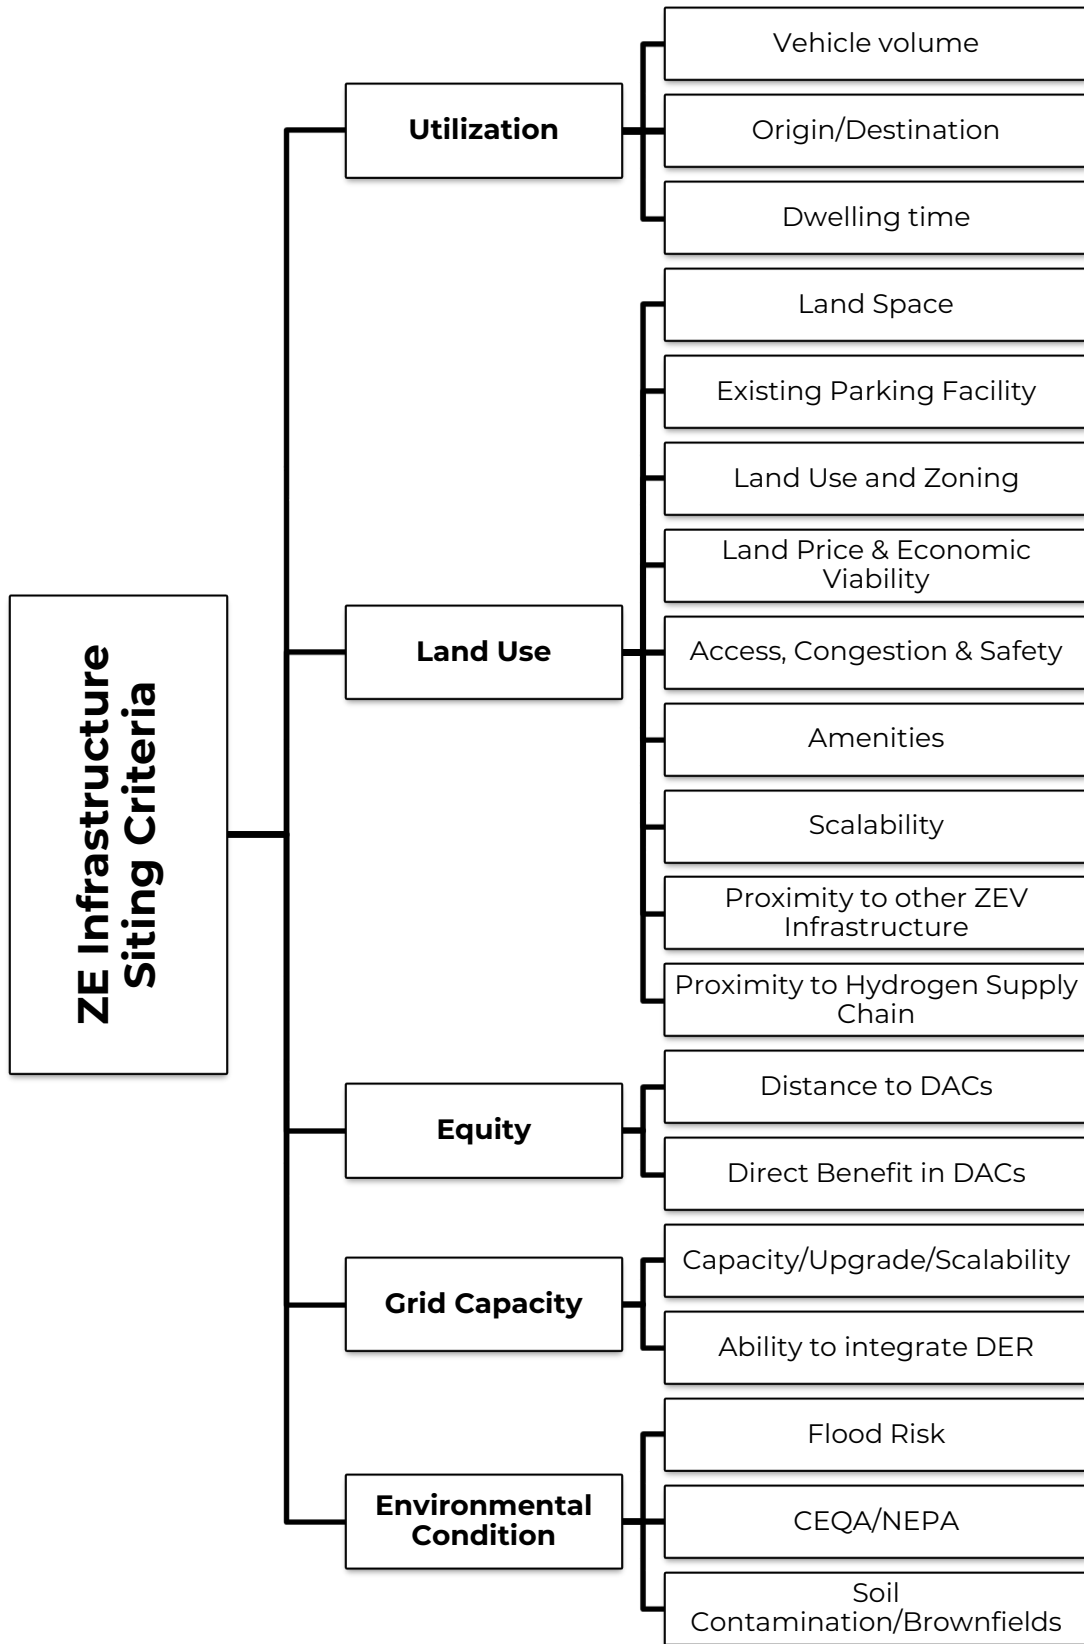 ZE Infrastructure
Siting Criteria
Utilization
Vehicle volume
Origin/Destination
Dwelling time
Land Use
Land Space
Existing Parking Facility
Land Use and Zoning
Land Price & Economic
Viability
Access, Congestion & Safety
Amenities
Scalability
Proximity to other ZEV
Infrastructure
Proximity to Hydrogen Supply
Chain
Equity
Distance to DACs
Direct Benefit in DACs
Grid Capacity
Capacity/Upgrade/Scalability
Ability to integrate DER
Environmental
Condition
Flood Risk
CEQA/NEPA
Soil
Contamination/Brownfields